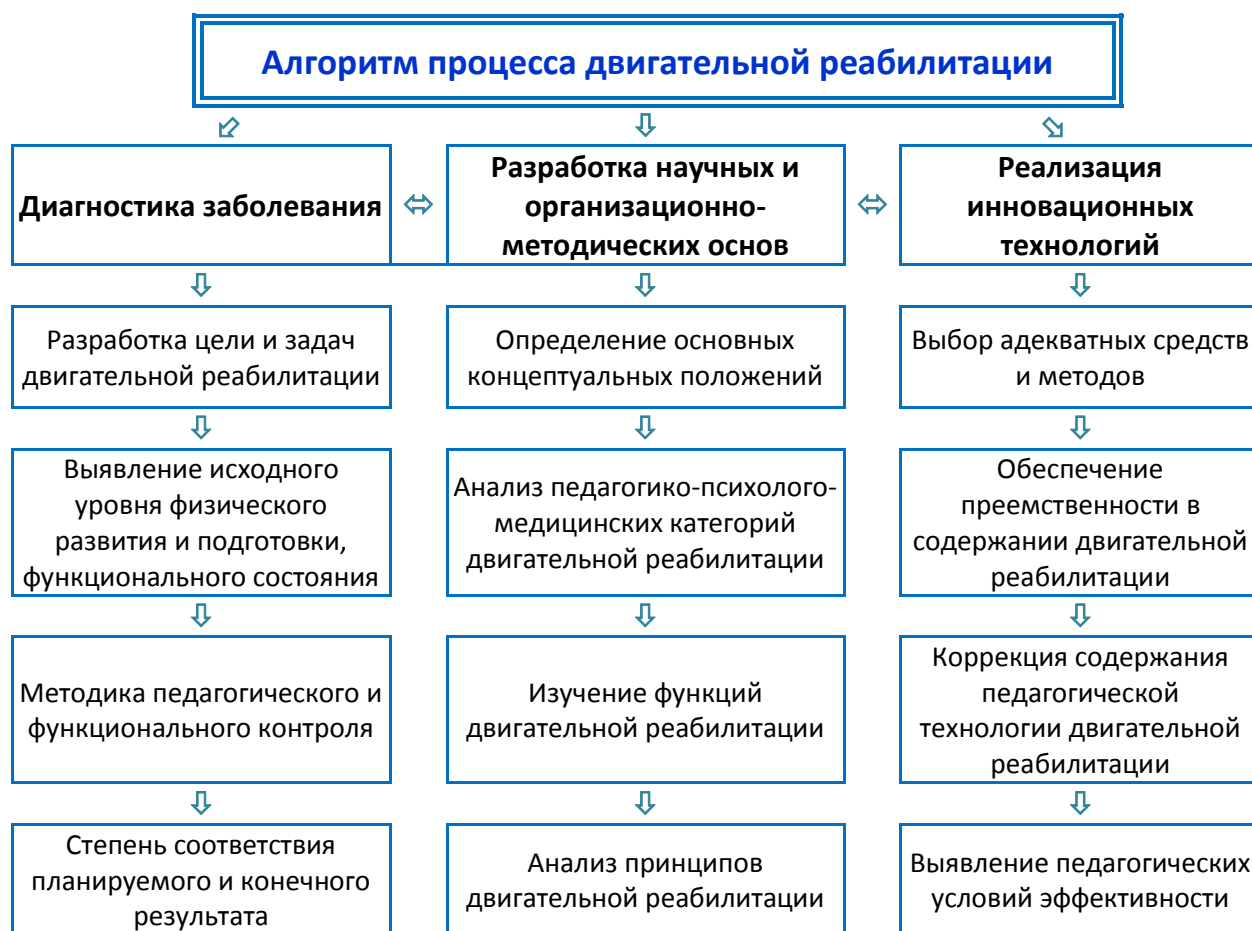 Алгоритм процесса двигательной реабилитации
Диагностика заболевания
Разработка научных и
организационно-
методических основ
Реализация
инновационных
технологий
Разработка цели и задач
двигательной реабилитации
Определение основных
концептуальных положений
Выбор адекватных средств
и методов
Выявление исходного
уровня физического
развития и подготовки,
функционального состояния
Анализ педагогико-психолого-
медицинских категорий
двигательной реабилитации
Обеспечение
преемственности в
содержании двигательной
реабилитации
Методика педагогического и
функционального контроля
Изучение функций
двигательной реабилитации
Коррекция содержания
педагогической
технологии двигательной
реабилитации
Степень соответствия
планируемого и конечного
результата
Анализ принципов
двигательной реабилитации
Выявление педагогических
условий эффективности